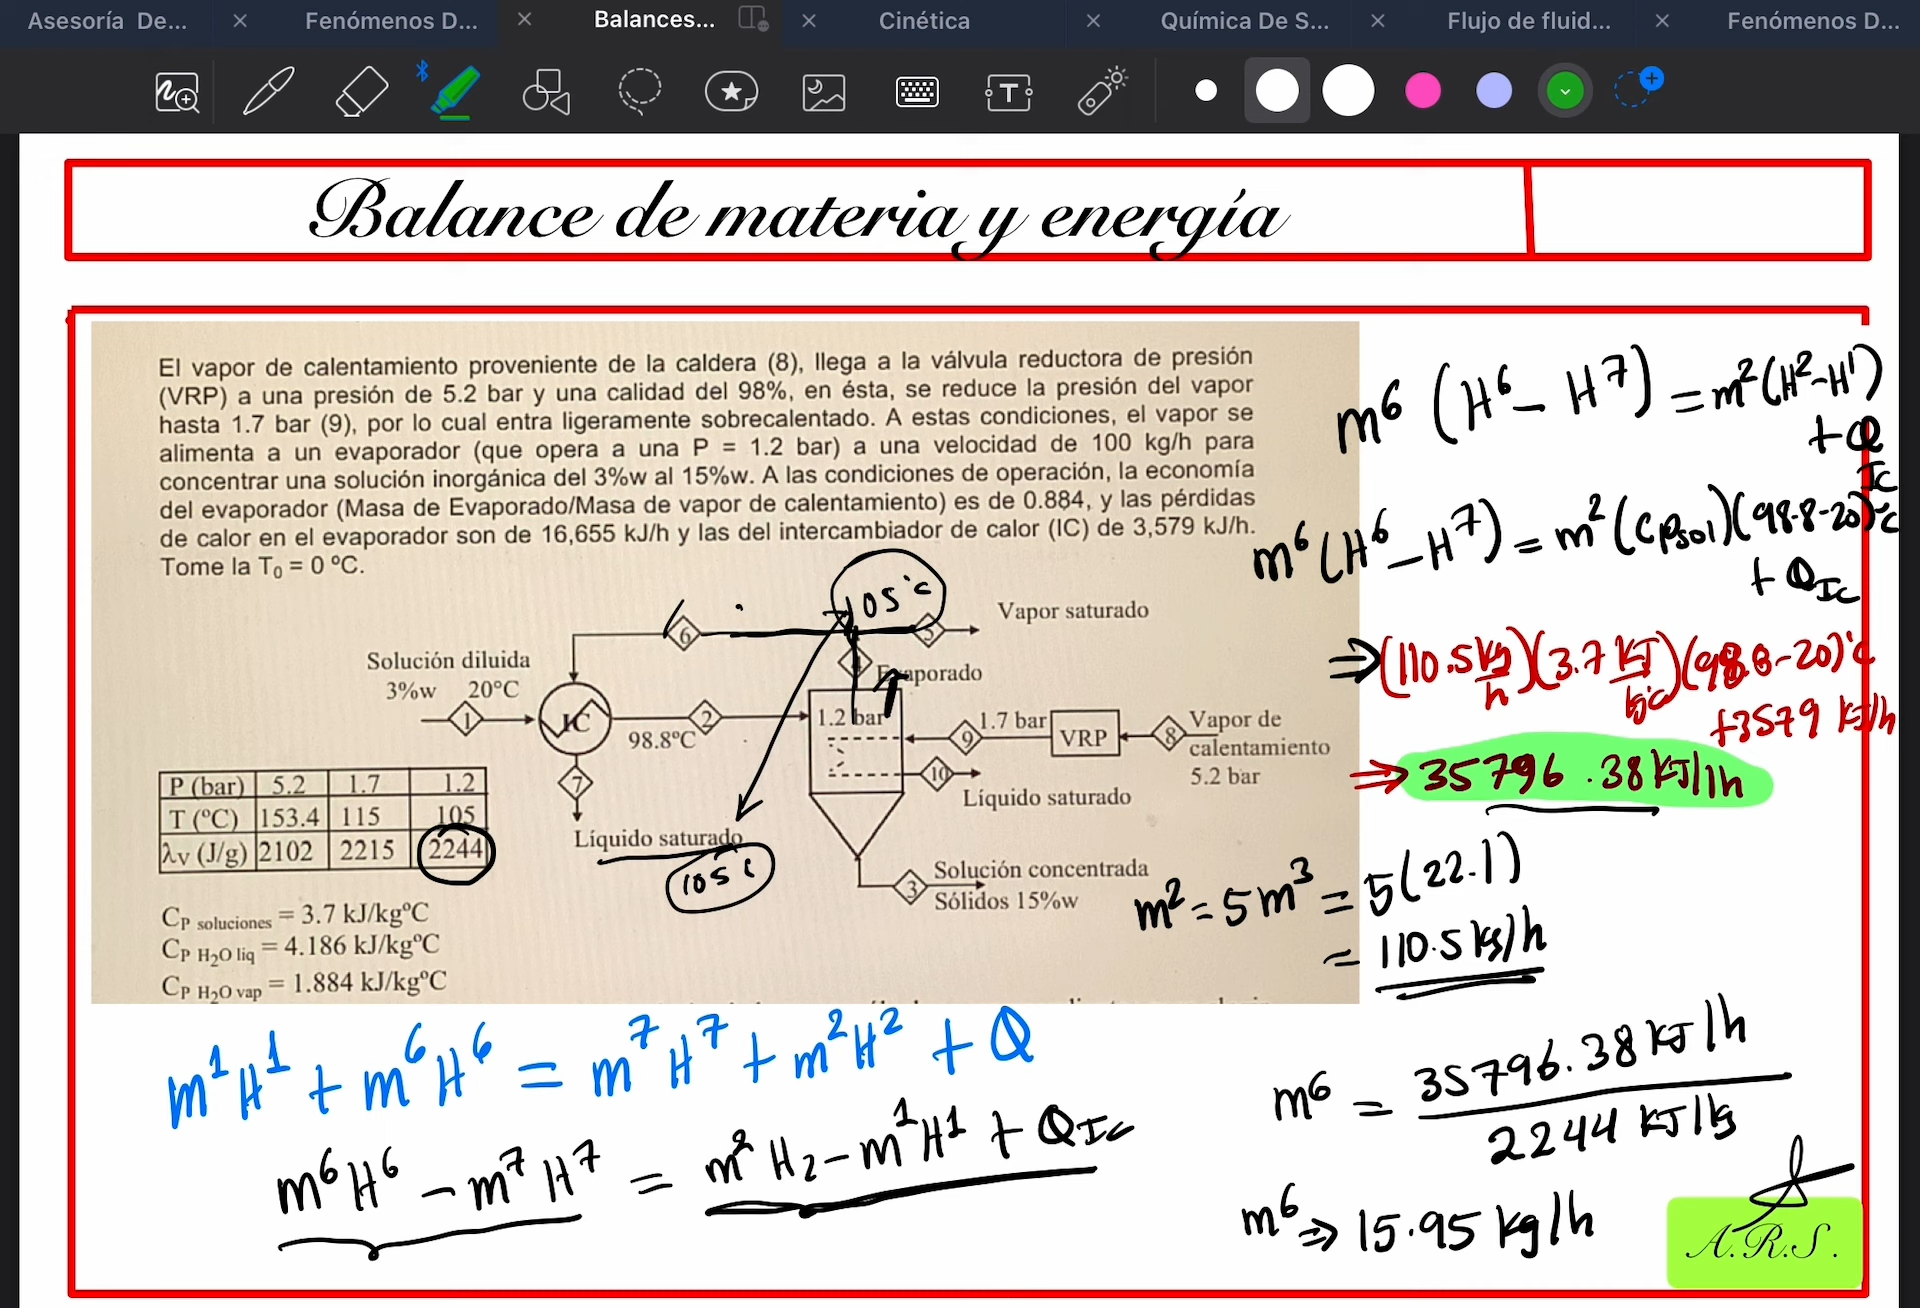 Asesoría De... × Fenómenos D... × Balances... × Cinética × Química De S... × Flujo de fluid... × Fenómenos D...
Balance de materia y energía
El vapor de calentamiento proveniente de la caldera (8), llega a la válvula reductora de presión
(VRP) a una presión de 5.2 bar y una calidad del 98%, en ésta, se reduce la presión del vapor
hasta 1.7 bar (9), por lo cual entra ligeramente sobrecalentado. A estas condiciones, el vapor se
alimenta a un evaporador (que opera a una P = 1.2 bar) a una velocidad de 100 kg/h para
concentrar una solución inorgánica del 3%w al 15%w. A las condiciones de operación, la economía
del evaporador (Masa de Evaporado/Masa de vapor de calentamiento) es de 0.884, y las pérdidas
de calor en el evaporador son de 16,655 kJ/h y las del intercambiador de calor (IC) de 3,579 kJ/h.
Tome la T₀ = 0 ºC.
105°C
6
5
Vapor saturado
4
Evaporado
Solución diluida
3%w 20°C
1
IC
2
98.8ºC
7
Líquido saturado
105
1.2 bar
9
1.7 bar
VRP
8
Vapor de
calentamiento
5.2 bar
10
Líquido saturado
3
Solución concentrada
Sólidos 15%w
P (bar) 5.2 1.7 1.2
T (ºC) 153.4 115 105
λv (J/g) 2102 2215 2244
CP soluciones = 3.7 kJ/kgºC
CP H₂O liq = 4.186 kJ/kgºC
CP H₂O vap = 1.884 kJ/kgºC
m¹H¹ + m⁶H⁶ = m⁷H⁷ + m²H² + Q
m⁶H⁶ - m⁷H⁷ = m²H₂ - m¹H¹ + QIC
m⁶ (H⁶ - H⁷) = m²(H²-H¹)
+ Q
IC
m⁶(H⁶ - H⁷) = m²(CPsol)(98.8-20)°C
+ QIC
⇒ (110.5 kg/h)(3.7 kJ/kg°C)(98.8-20)°C
+3579 kJ/h
⇒ 35796.38 kJ/h
m² = 5m³ = 5(22.1)
= 110.5 kg/h
m⁶ = 35796.38 kJ/h
2244 kJ/kg
m⁶ ⇒ 15.95 kg/h
A.R.S.